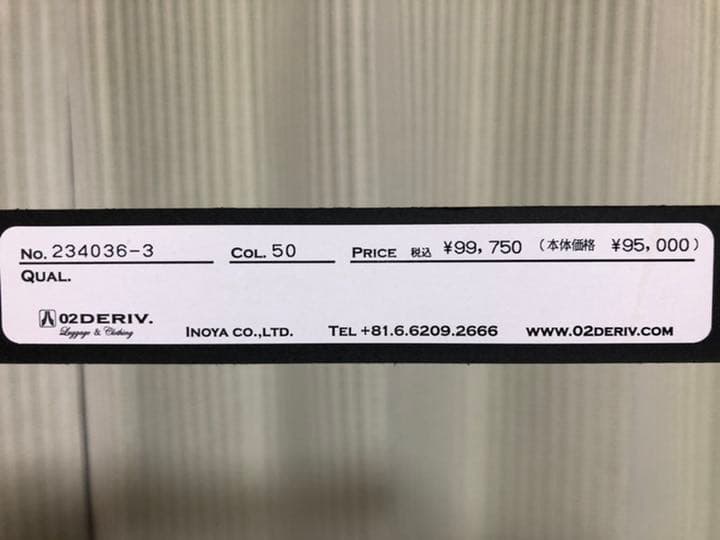 No. 234036-3 COL. 50 PRICE 税込 ¥99,750 (本体価格 ¥95,000)
QUAL.
02DERIV.
Luggage & Clothing INOYA CO.,LTD. TEL +81.6.6209.2666 WWW.02DERIV.COM